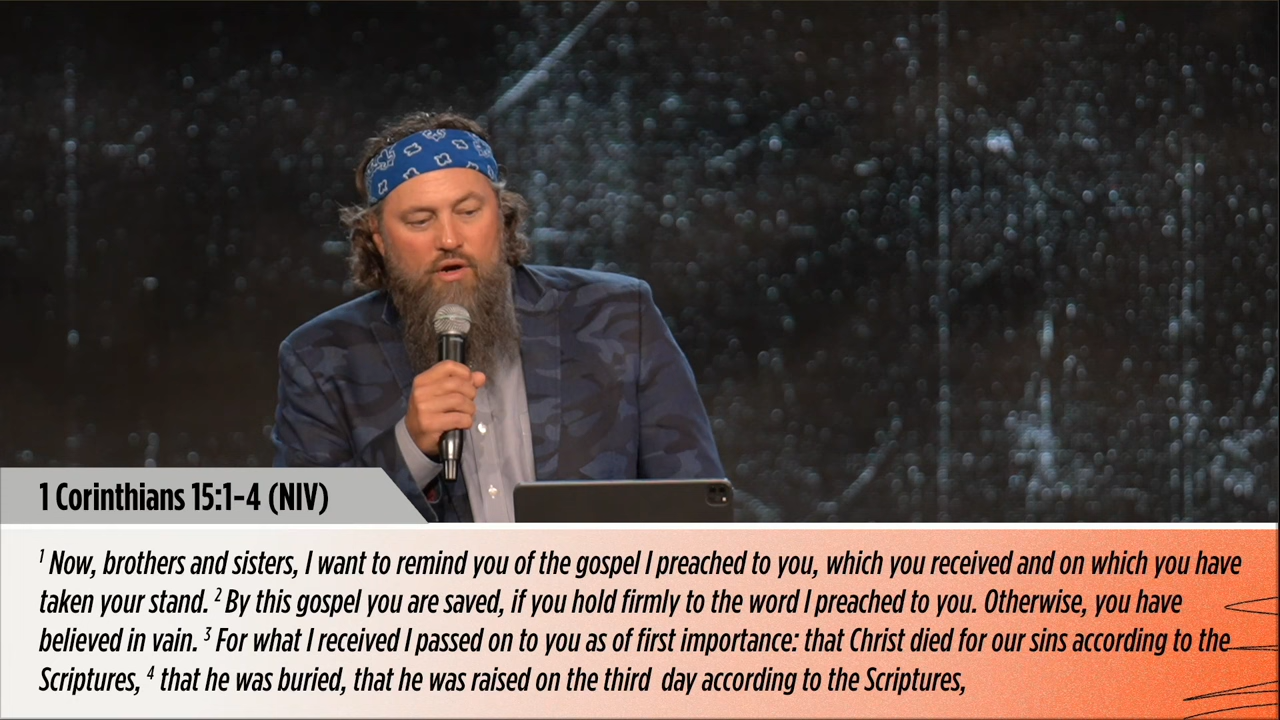 1 Corinthians 15:1-4 (NIV)
1 Now, brothers and sisters, I want to remind you of the gospel I preached to you, which you received and on which you have
taken your stand. 2 By this gospel you are saved, if you hold firmly to the word I preached to you. Otherwise, you have
believed in vain. 3 For what I received I passed on to you as of first importance: that Christ died for our sins according to the
Scriptures, 4 that he was buried, that he was raised on the third day according to the Scriptures,